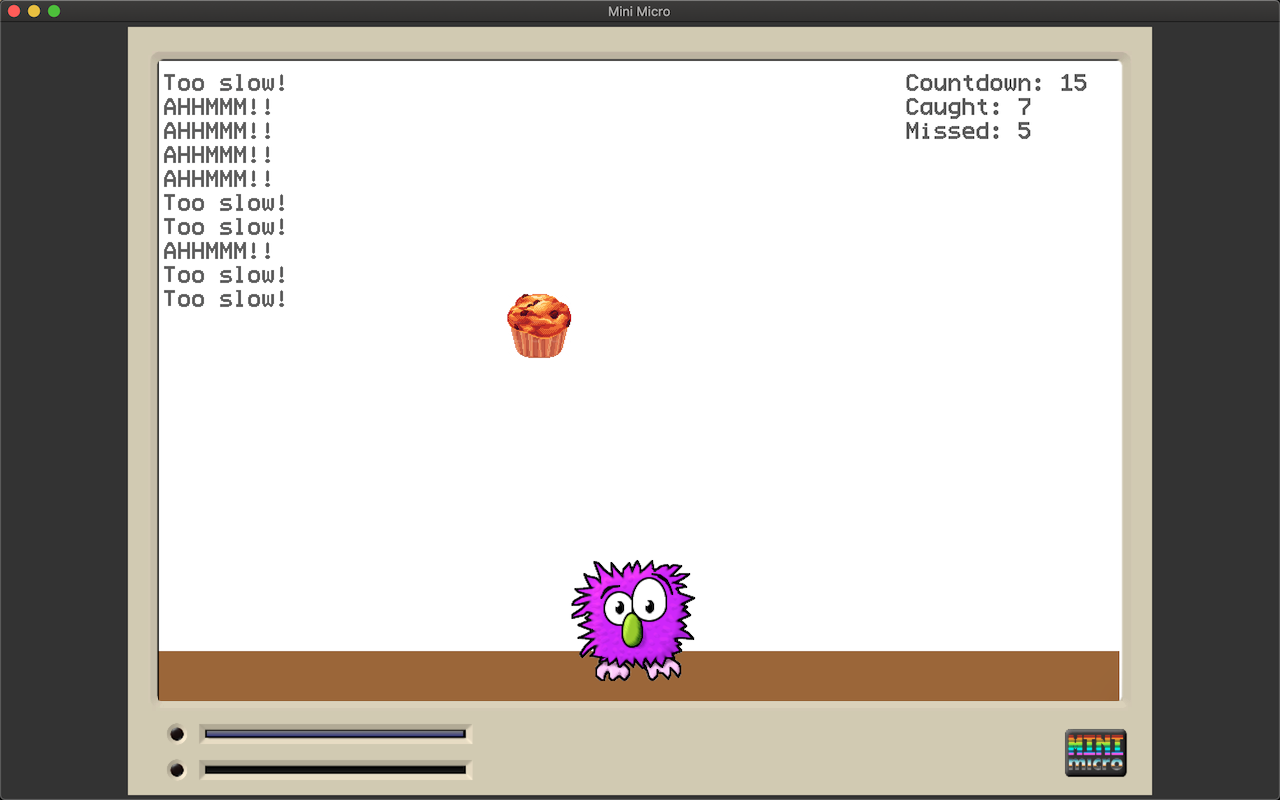 Mini Micro
Too slow!
AHHMMM!!
AHHMMM!!
AHHMMM!!
AHHMMM!!
Too slow!
Too slow!
AHHMMM!!
Too slow!
Too slow!
Countdown: 15
Caught: 7
Missed: 5
MINI
micro